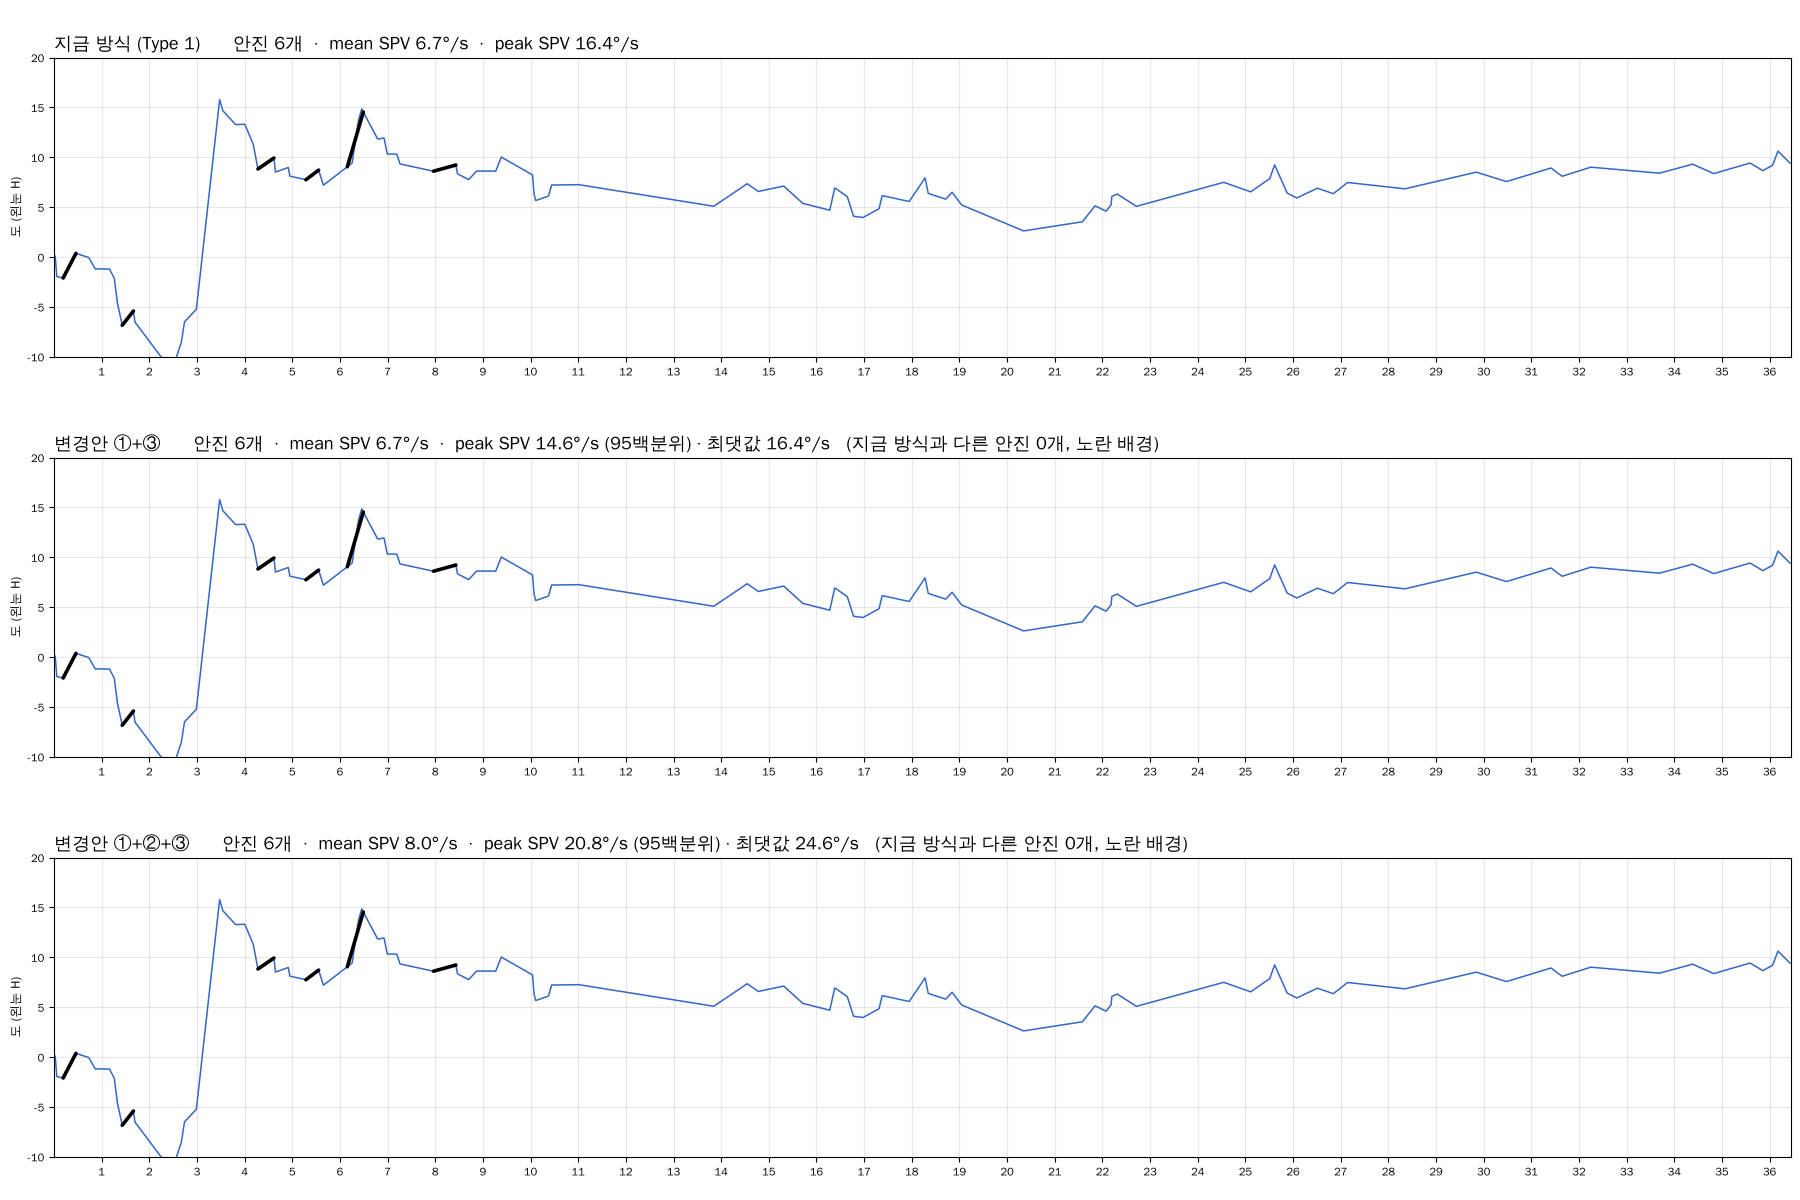 지금 방식 (Type 1) 안진 6개 · mean SPV 6.7°/s · peak SPV 16.4°/s
20
15
10
5
0
-5
-10
도 (왼눈 H)
1 2 3 4 5 6 7 8 9 10 11 12 13 14 15 16 17 18 19 20 21 22 23 24 25 26 27 28 29 30 31 32 33 34 35 36
변경안 ①+③ 안진 6개 · mean SPV 6.7°/s · peak SPV 14.6°/s (95백분위) · 최댓값 16.4°/s (지금 방식과 다른 안진 0개, 노란 배경)
20
15
10
5
0
-5
-10
도 (왼눈 H)
1 2 3 4 5 6 7 8 9 10 11 12 13 14 15 16 17 18 19 20 21 22 23 24 25 26 27 28 29 30 31 32 33 34 35 36
변경안 ①+②+③ 안진 6개 · mean SPV 8.0°/s · peak SPV 20.8°/s (95백분위) · 최댓값 24.6°/s (지금 방식과 다른 안진 0개, 노란 배경)
20
15
10
5
0
-5
-10
도 (왼눈 H)
1 2 3 4 5 6 7 8 9 10 11 12 13 14 15 16 17 18 19 20 21 22 23 24 25 26 27 28 29 30 31 32 33 34 35 36